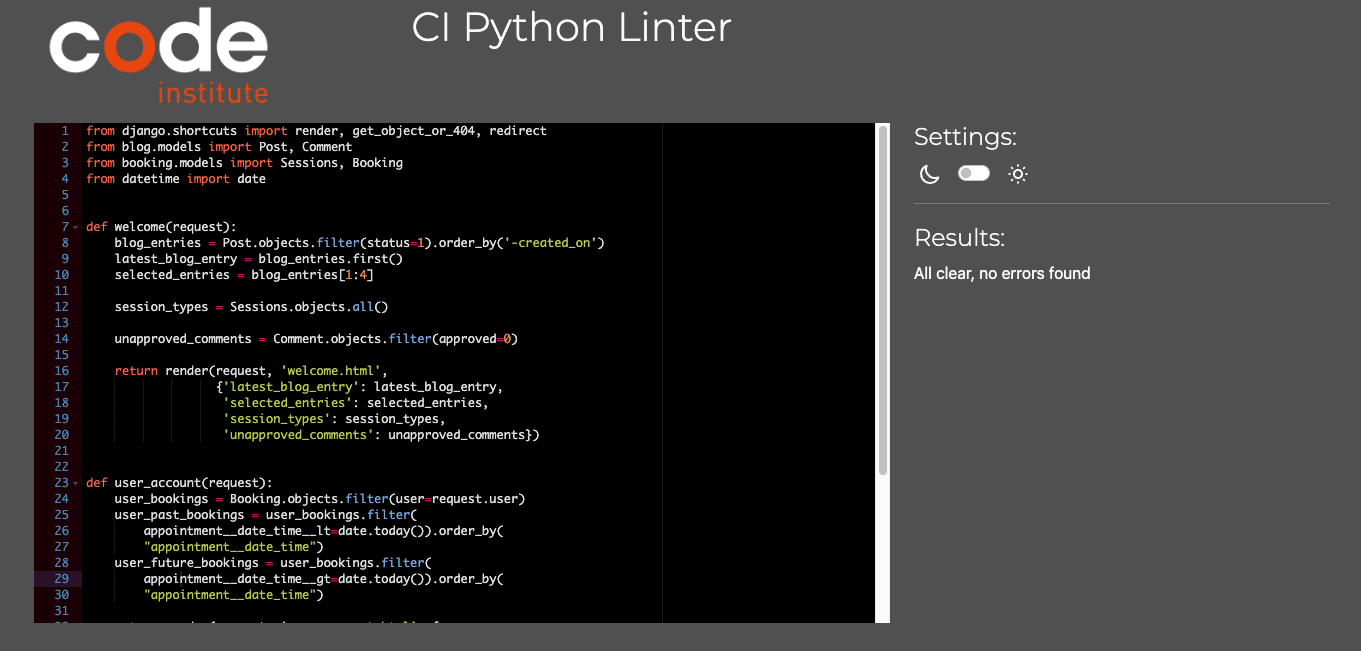 code
institute
CI Python Linter
1 from django.shortcuts import render, get_object_or_404, redirect
2 from blog.models import Post, Comment
3 from booking.models import Sessions, Booking
4 from datetime import date
5
6
7 def welcome(request):
8     blog_entries = Post.objects.filter(status=1).order_by('-created_on')
9     latest_blog_entry = blog_entries.first()
10     selected_entries = blog_entries[1:4]
11
12     session_types = Sessions.objects.all()
13
14     unapproved_comments = Comment.objects.filter(approved=0)
15
16     return render(request, 'welcome.html',
17                   {'latest_blog_entry': latest_blog_entry,
18                    'selected_entries': selected_entries,
19                    'session_types': session_types,
20                    'unapproved_comments': unapproved_comments})
21
22
23 def user_account(request):
24     user_bookings = Booking.objects.filter(user=request.user)
25     user_past_bookings = user_bookings.filter(
26         appointment__date_time__lt=date.today()).order_by(
27         "appointment__date_time")
28     user_future_bookings = user_bookings.filter(
29         appointment__date_time__gt=date.today()).order_by(
30         "appointment__date_time")
31
Settings:
Results:
All clear, no errors found